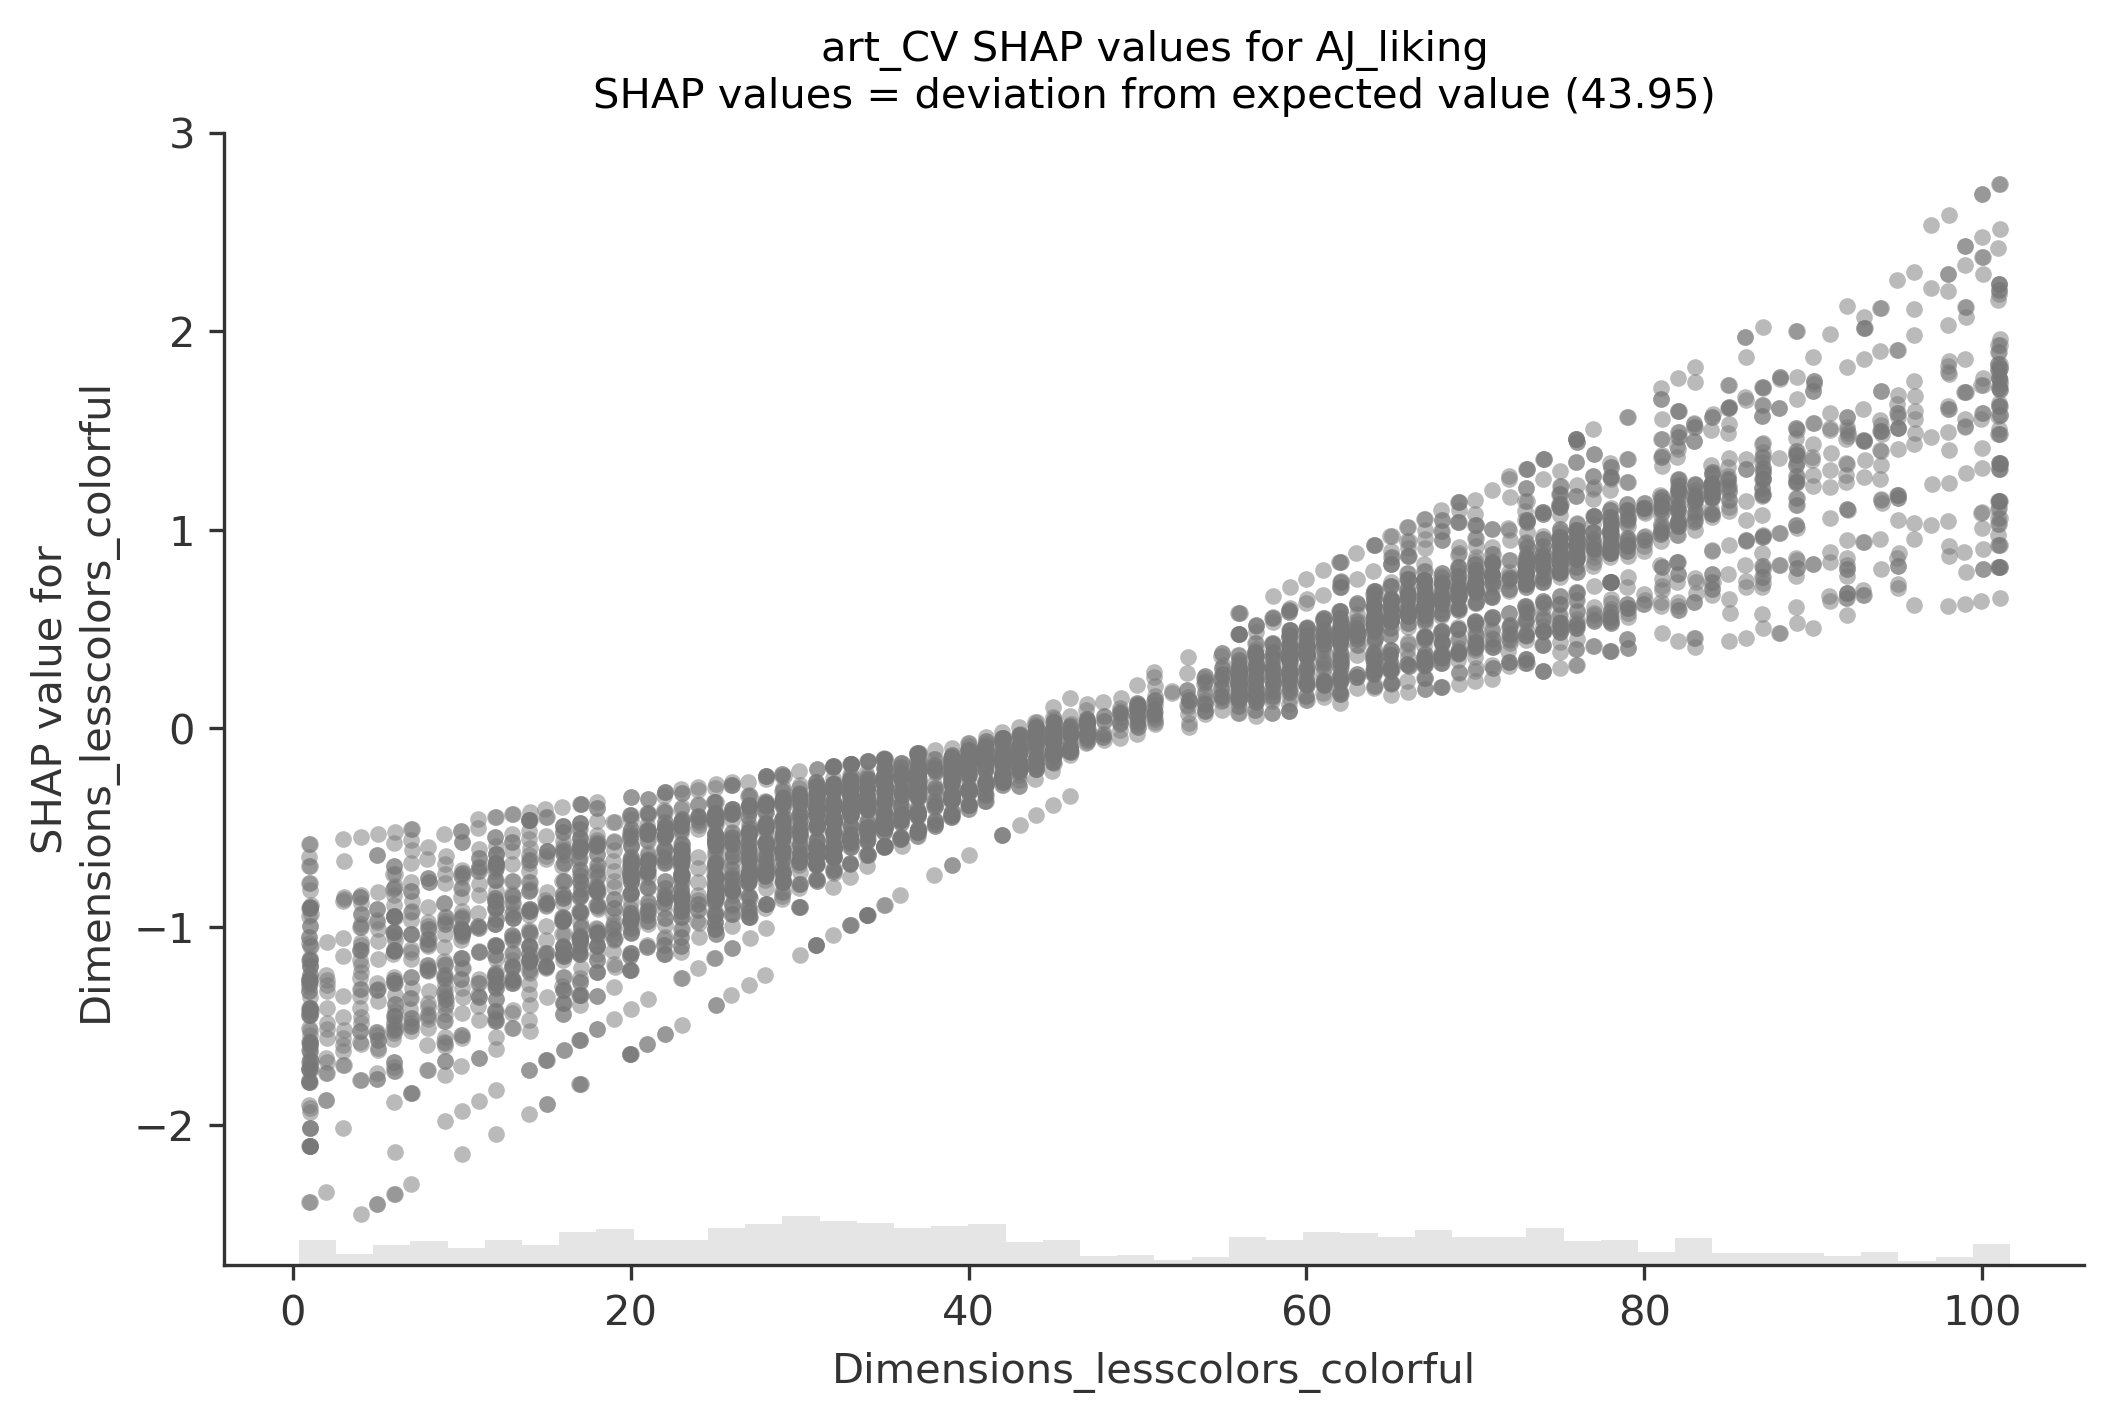 art_CV SHAP values for AJ_liking
SHAP values = deviation from expected value (43.95)
3
2
1
0
−1
−2
SHAP value for
Dimensions_lesscolors_colorful
0
20
40
60
80
100
Dimensions_lesscolors_colorful